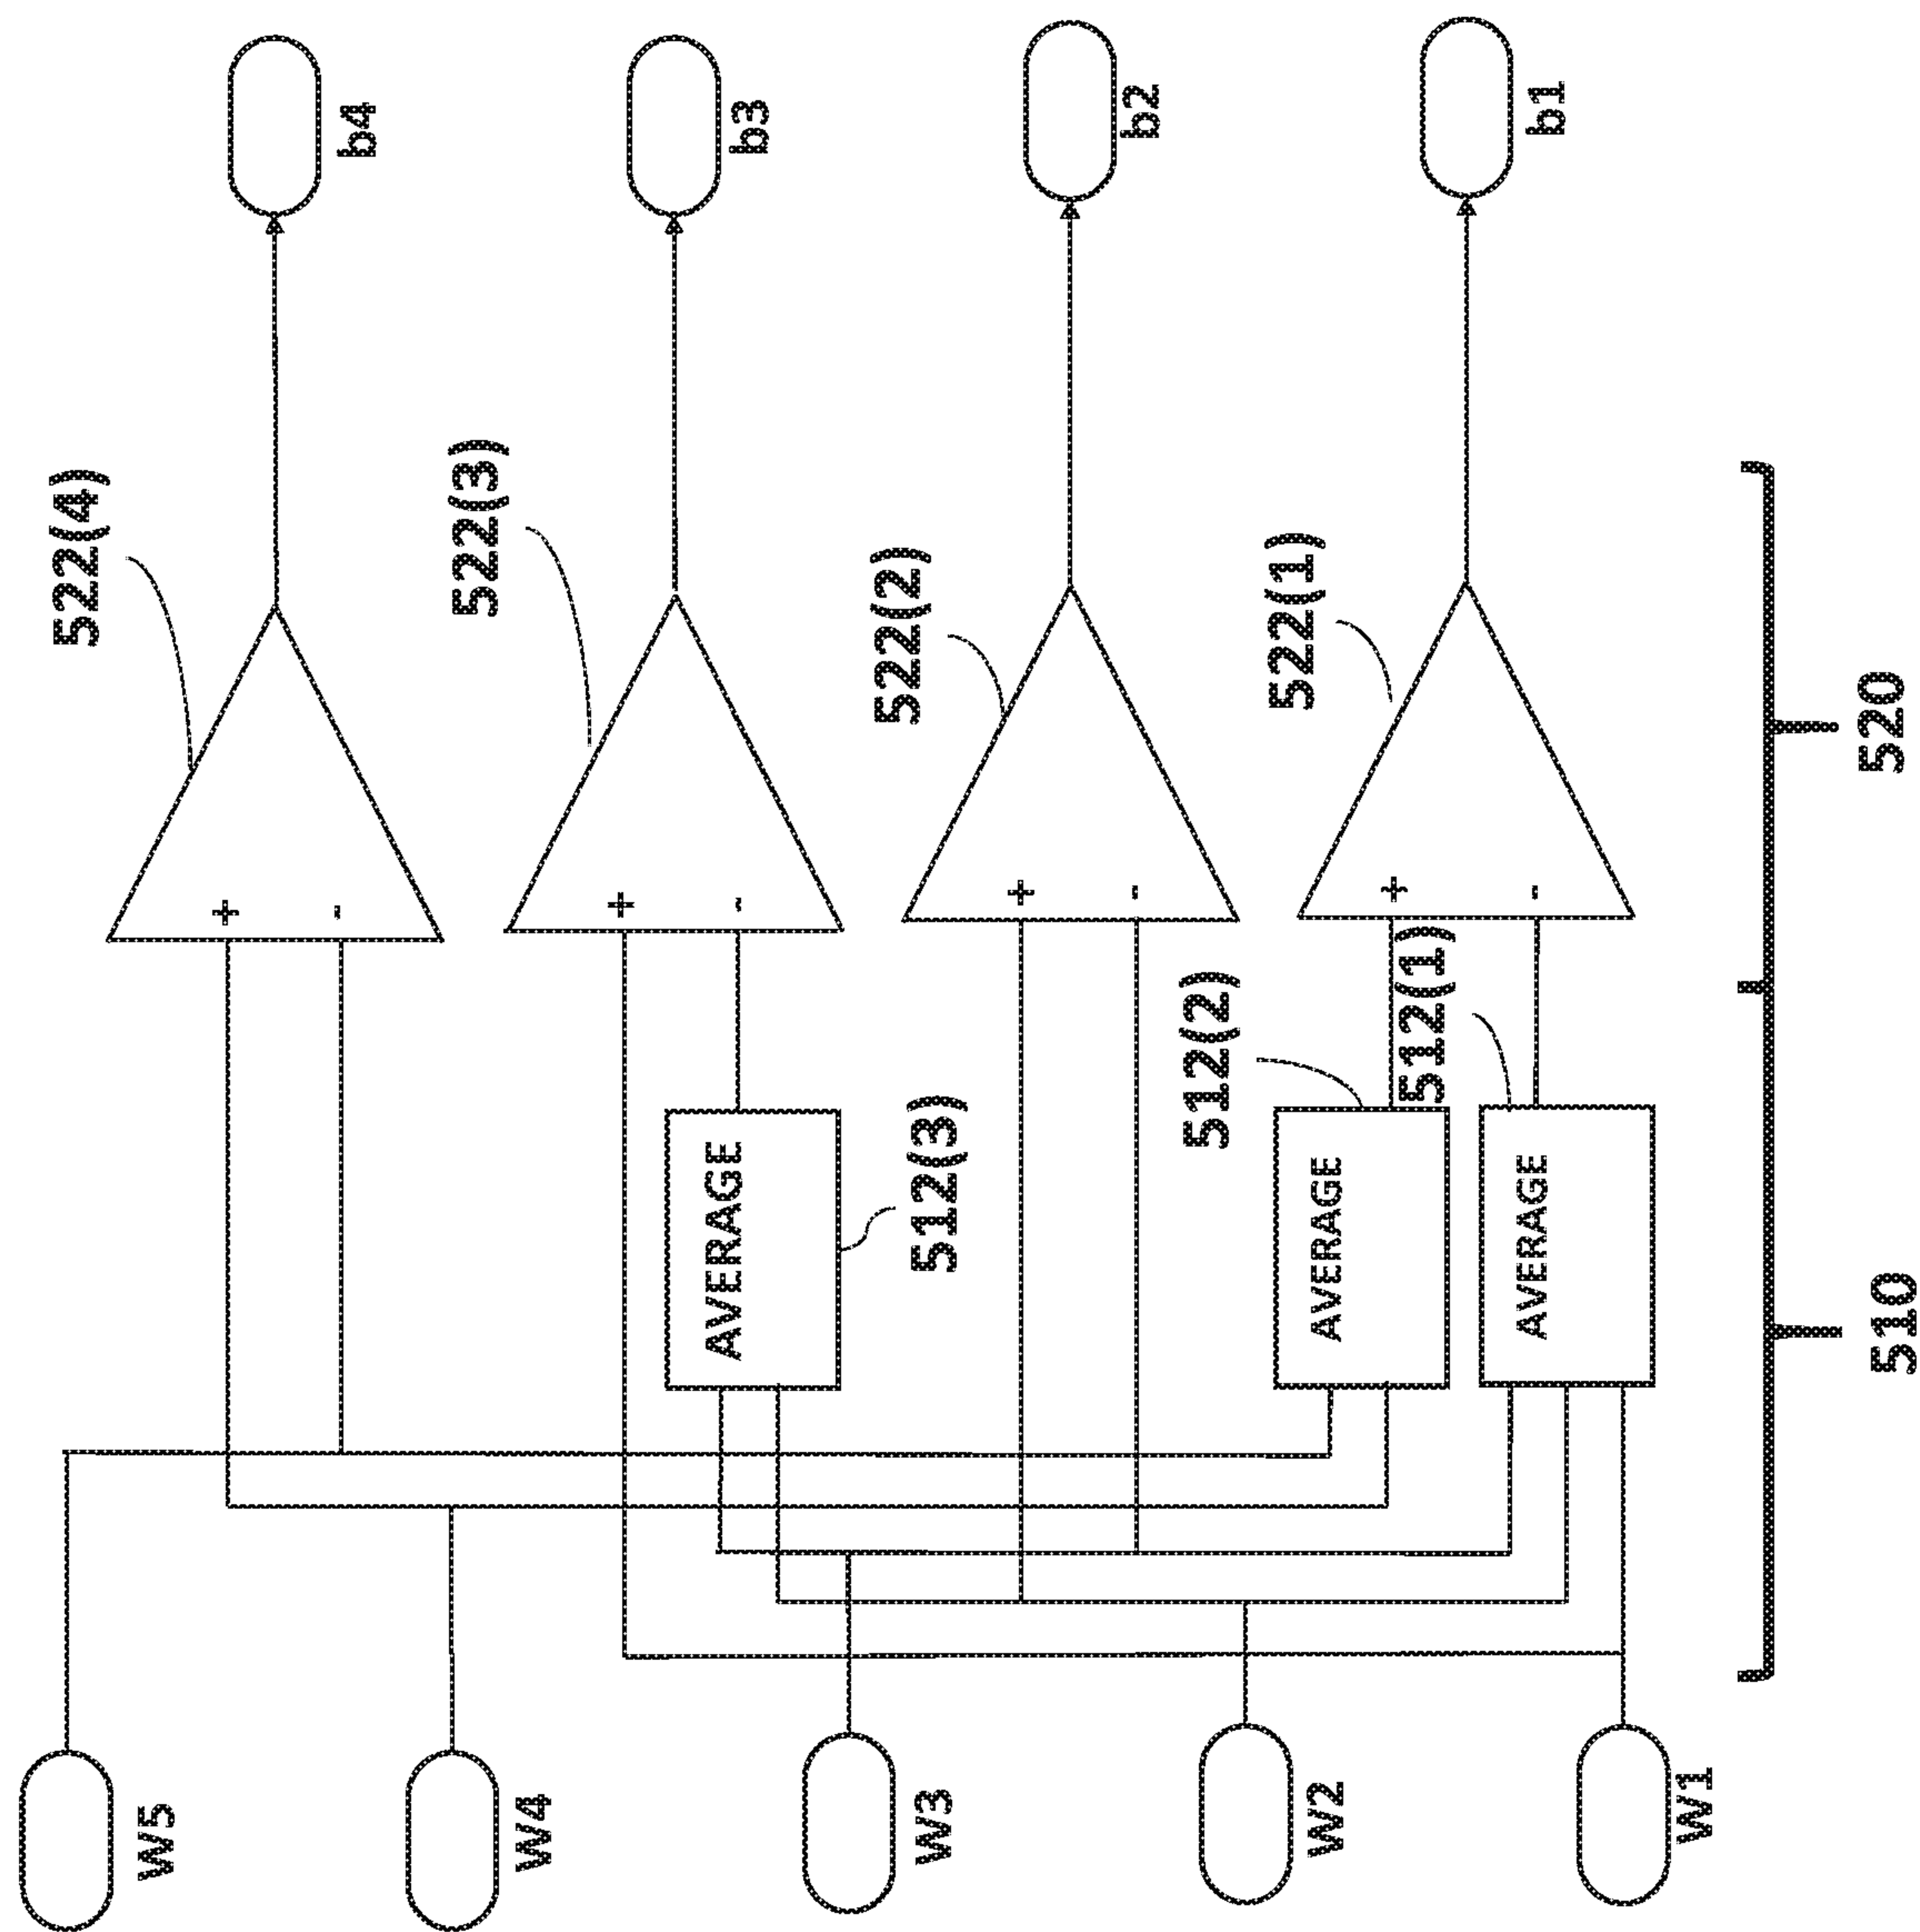 b4
b3
b2
b1
522(4)
522(3)
522(2)
522(1)
+
-
+
-
+
-
+
-
520
512(3)
512(2)
512(1)
AVERAGE
AVERAGE
AVERAGE
510
W5
W4
W3
W2
W1